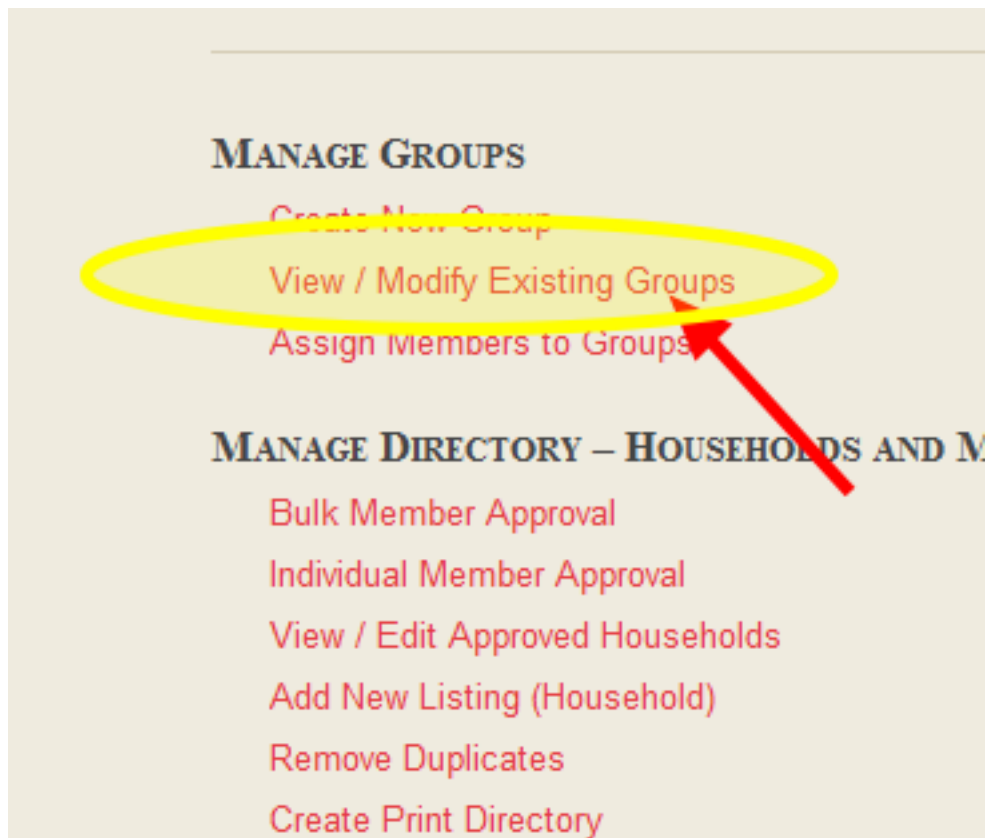 MANAGE GROUPS
Create New Group
View / Modify Existing Groups
Assign Members to Groups
MANAGE DIRECTORY – HOUSEHOLDS AND M
Bulk Member Approval
Individual Member Approval
View / Edit Approved Households
Add New Listing (Household)
Remove Duplicates
Create Print Directory